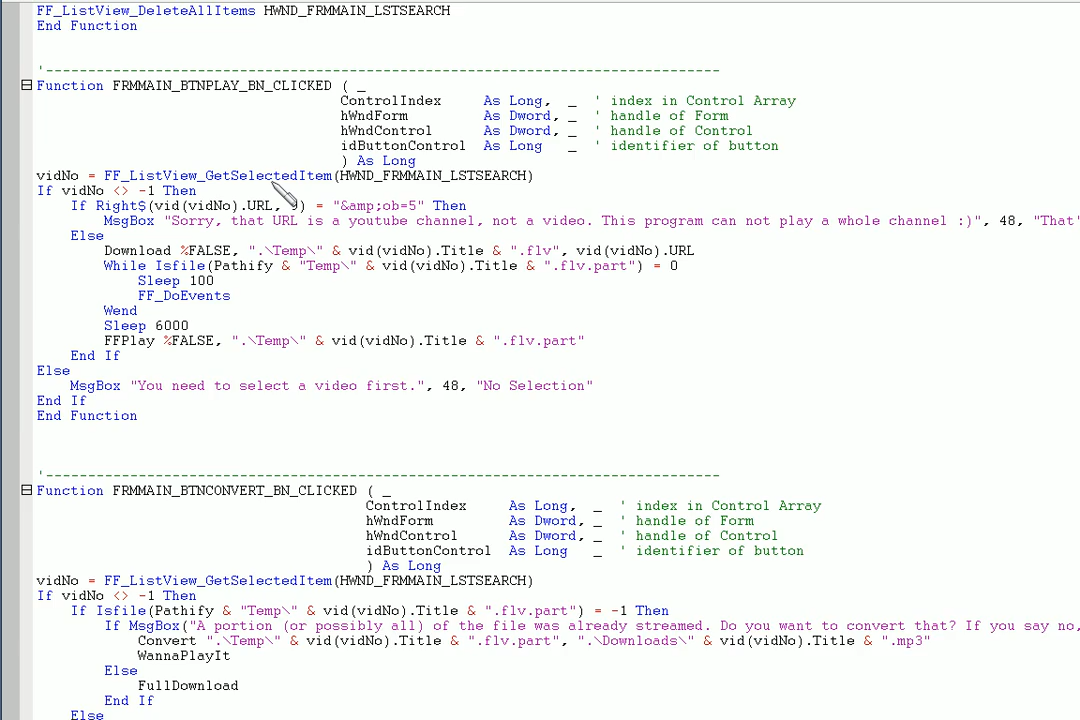 FF_ListView_DeleteAllItems HWND_FRMMAIN_LSTSEARCH
End Function
'--------------------------------------------------------------------------------
Function FRMMAIN_BTNPLAY_BN_CLICKED ( _
ControlIndex As Long, _ ' index in Control Array
hWndForm As Dword, _ ' handle of Form
hWndControl As Dword, _ ' handle of Control
idButtonControl As Long _ ' identifier of button
) As Long
vidNo = FF_ListView_GetSelectedItem(HWND_FRMMAIN_LSTSEARCH)
If vidNo <> -1 Then
If Right$(vid(vidNo).URL, 9) = "&amp;ob=5" Then
MsgBox "Sorry, that URL is a youtube channel, not a video. This program can not play a whole channel :)", 48, "That'
Else
Download %FALSE, ".\Temp\" & vid(vidNo).Title & ".flv", vid(vidNo).URL
While Isfile(Pathify & "Temp\" & vid(vidNo).Title & ".flv.part") = 0
Sleep 100
FF_DoEvents
Wend
Sleep 6000
FFPlay %FALSE, ".\Temp\" & vid(vidNo).Title & ".flv.part"
End If
Else
MsgBox "You need to select a video first.", 48, "No Selection"
End If
End Function
'--------------------------------------------------------------------------------
Function FRMMAIN_BTNCONVERT_BN_CLICKED ( _
ControlIndex As Long, _ ' index in Control Array
hWndForm As Dword, _ ' handle of Form
hWndControl As Dword, _ ' handle of Control
idButtonControl As Long _ ' identifier of button
) As Long
vidNo = FF_ListView_GetSelectedItem(HWND_FRMMAIN_LSTSEARCH)
If vidNo <> -1 Then
If Isfile(Pathify & "Temp\" & vid(vidNo).Title & ".flv.part") = -1 Then
If MsgBox("A portion (or possibly all) of the file was already streamed. Do you want to convert that? If you say no,
Convert ".\Temp\" & vid(vidNo).Title & ".flv.part", ".\Downloads\" & vid(vidNo).Title & ".mp3"
WannaPlayIt
Else
FullDownload
End If
Else